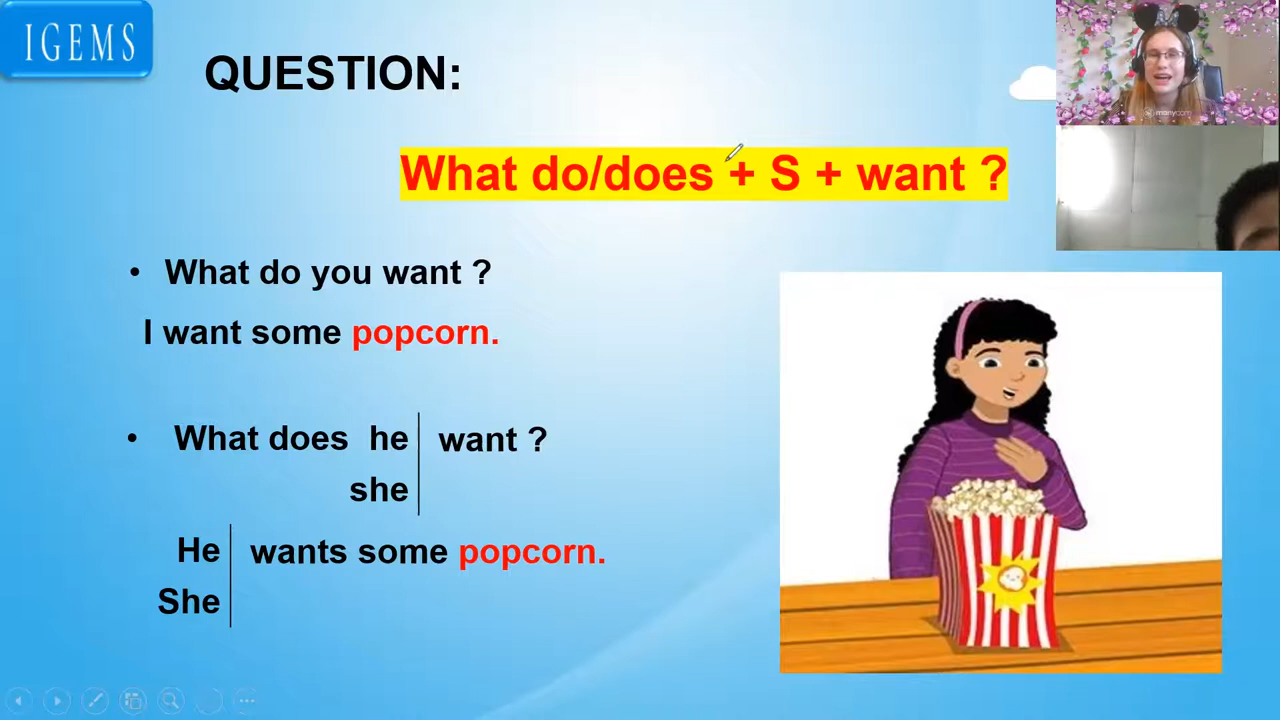 IGEMS
QUESTION:
What do/does + S + want ?
• What do you want ?
I want some popcorn.
• What does he want ?
she
He wants some popcorn.
She
manycam